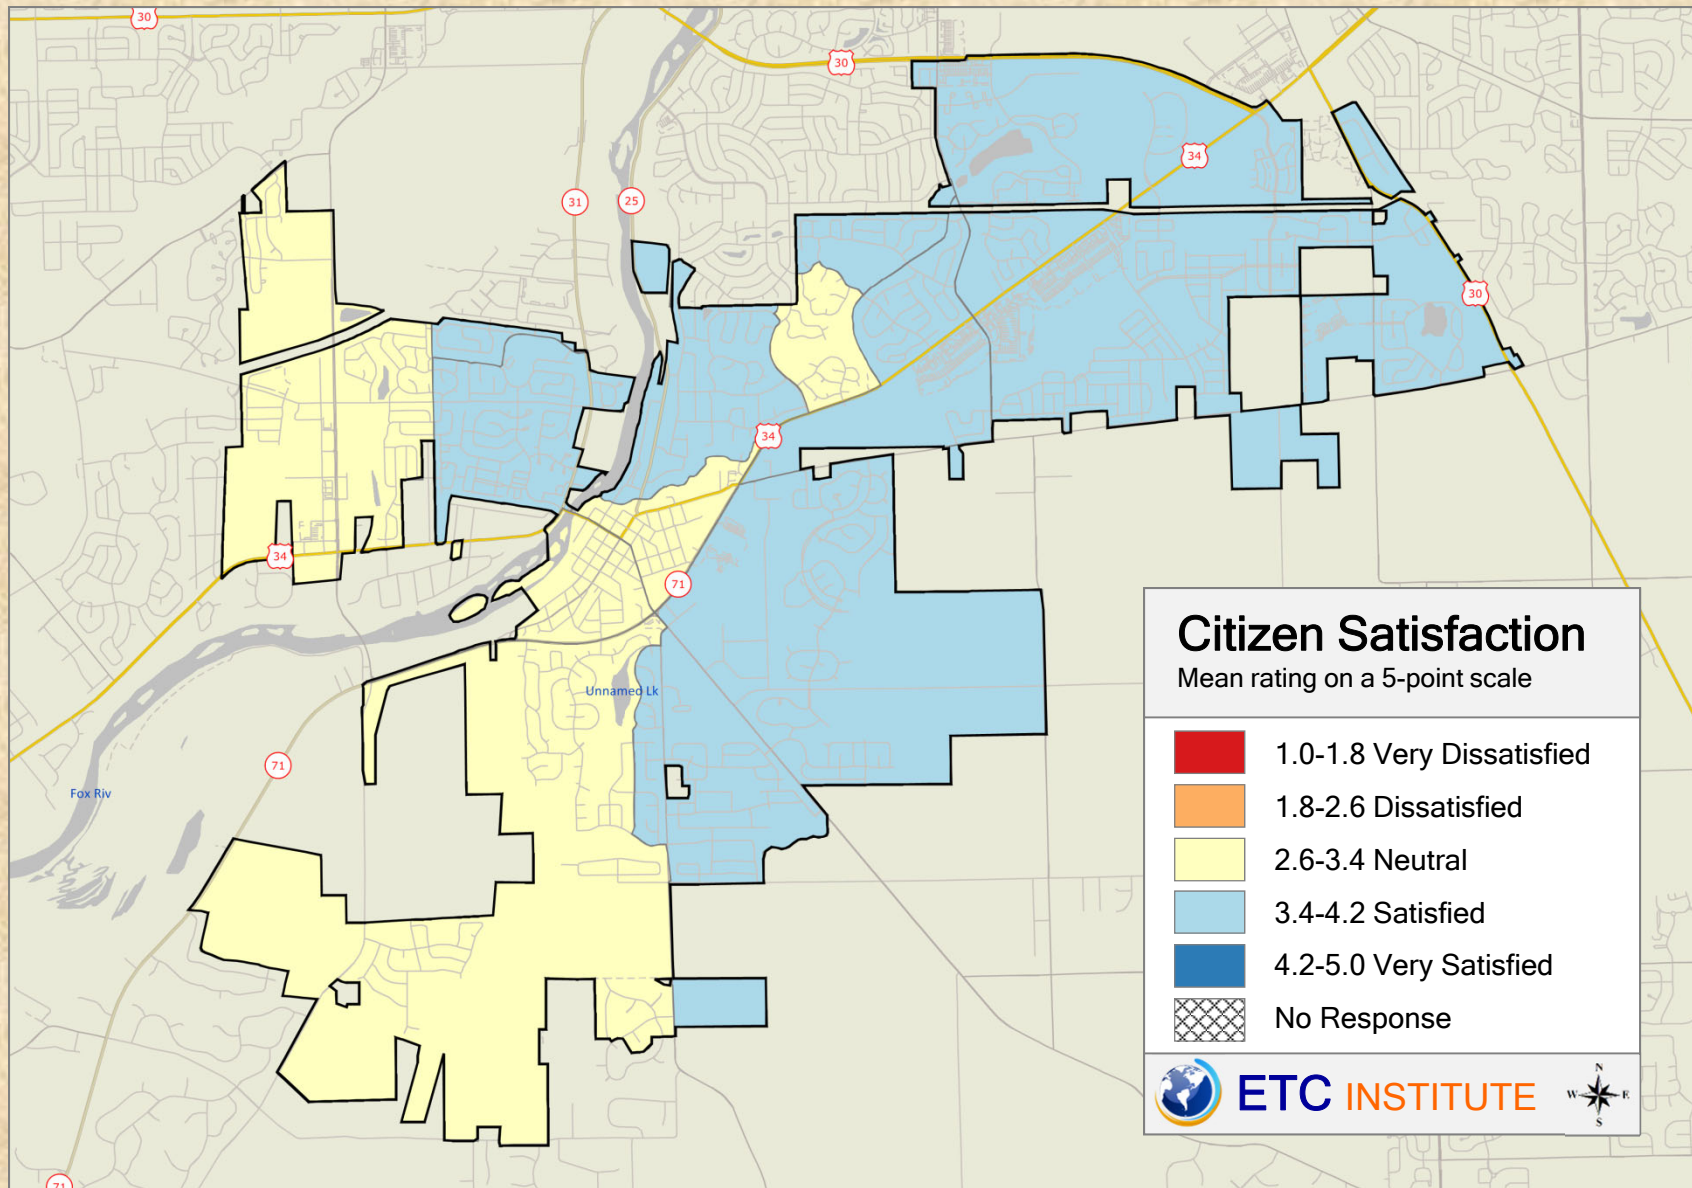 30
30
34
31
25
30
34
34
71
Unnamed Lk
71
Fox Riv
71
Citizen Satisfaction
Mean rating on a 5-point scale
1.0-1.8 Very Dissatisfied
1.8-2.6 Dissatisfied
2.6-3.4 Neutral
3.4-4.2 Satisfied
4.2-5.0 Very Satisfied
No Response
ETC INSTITUTE
N
W E
S